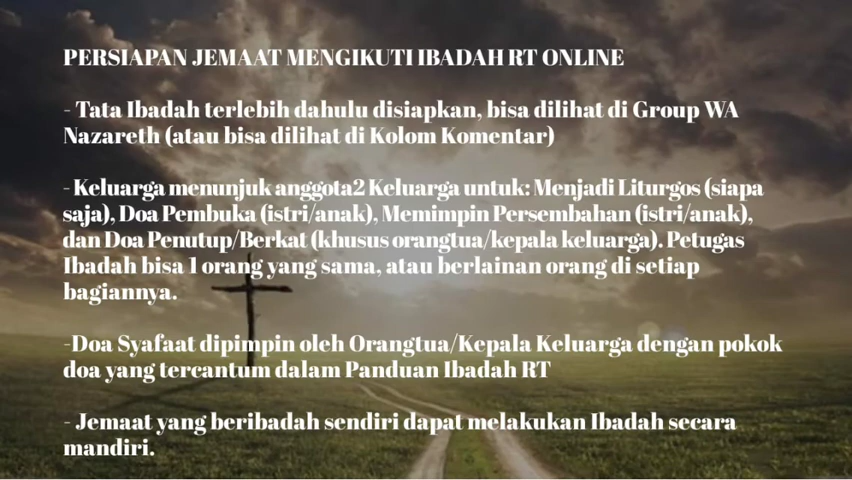 PERSIAPAN JEMAAT MENGIKUTI IBADAH RT ONLINE
- Tata Ibadah terlebih dahulu disiapkan, bisa dilihat di Group WA
Nazareth (atau bisa dilihat di Kolom Komentar)
- Keluarga menunjuk anggota2 Keluarga untuk: Menjadi Liturgos (siapa
saja), Doa Pembuka (istri/anak), Memimpin Persembahan (istri/anak),
dan Doa Penutup/Berkat (khusus orangtua/kepala keluarga). Petugas
Ibadah bisa 1 orang yang sama, atau berlainan orang di setiap
bagiannya.
-Doa Syafaat dipimpin oleh Orangtua/Kepala Keluarga dengan pokok
doa yang tercantum dalam Panduan Ibadah RT
- Jemaat yang beribadah sendiri dapat melakukan Ibadah secara
mandiri.